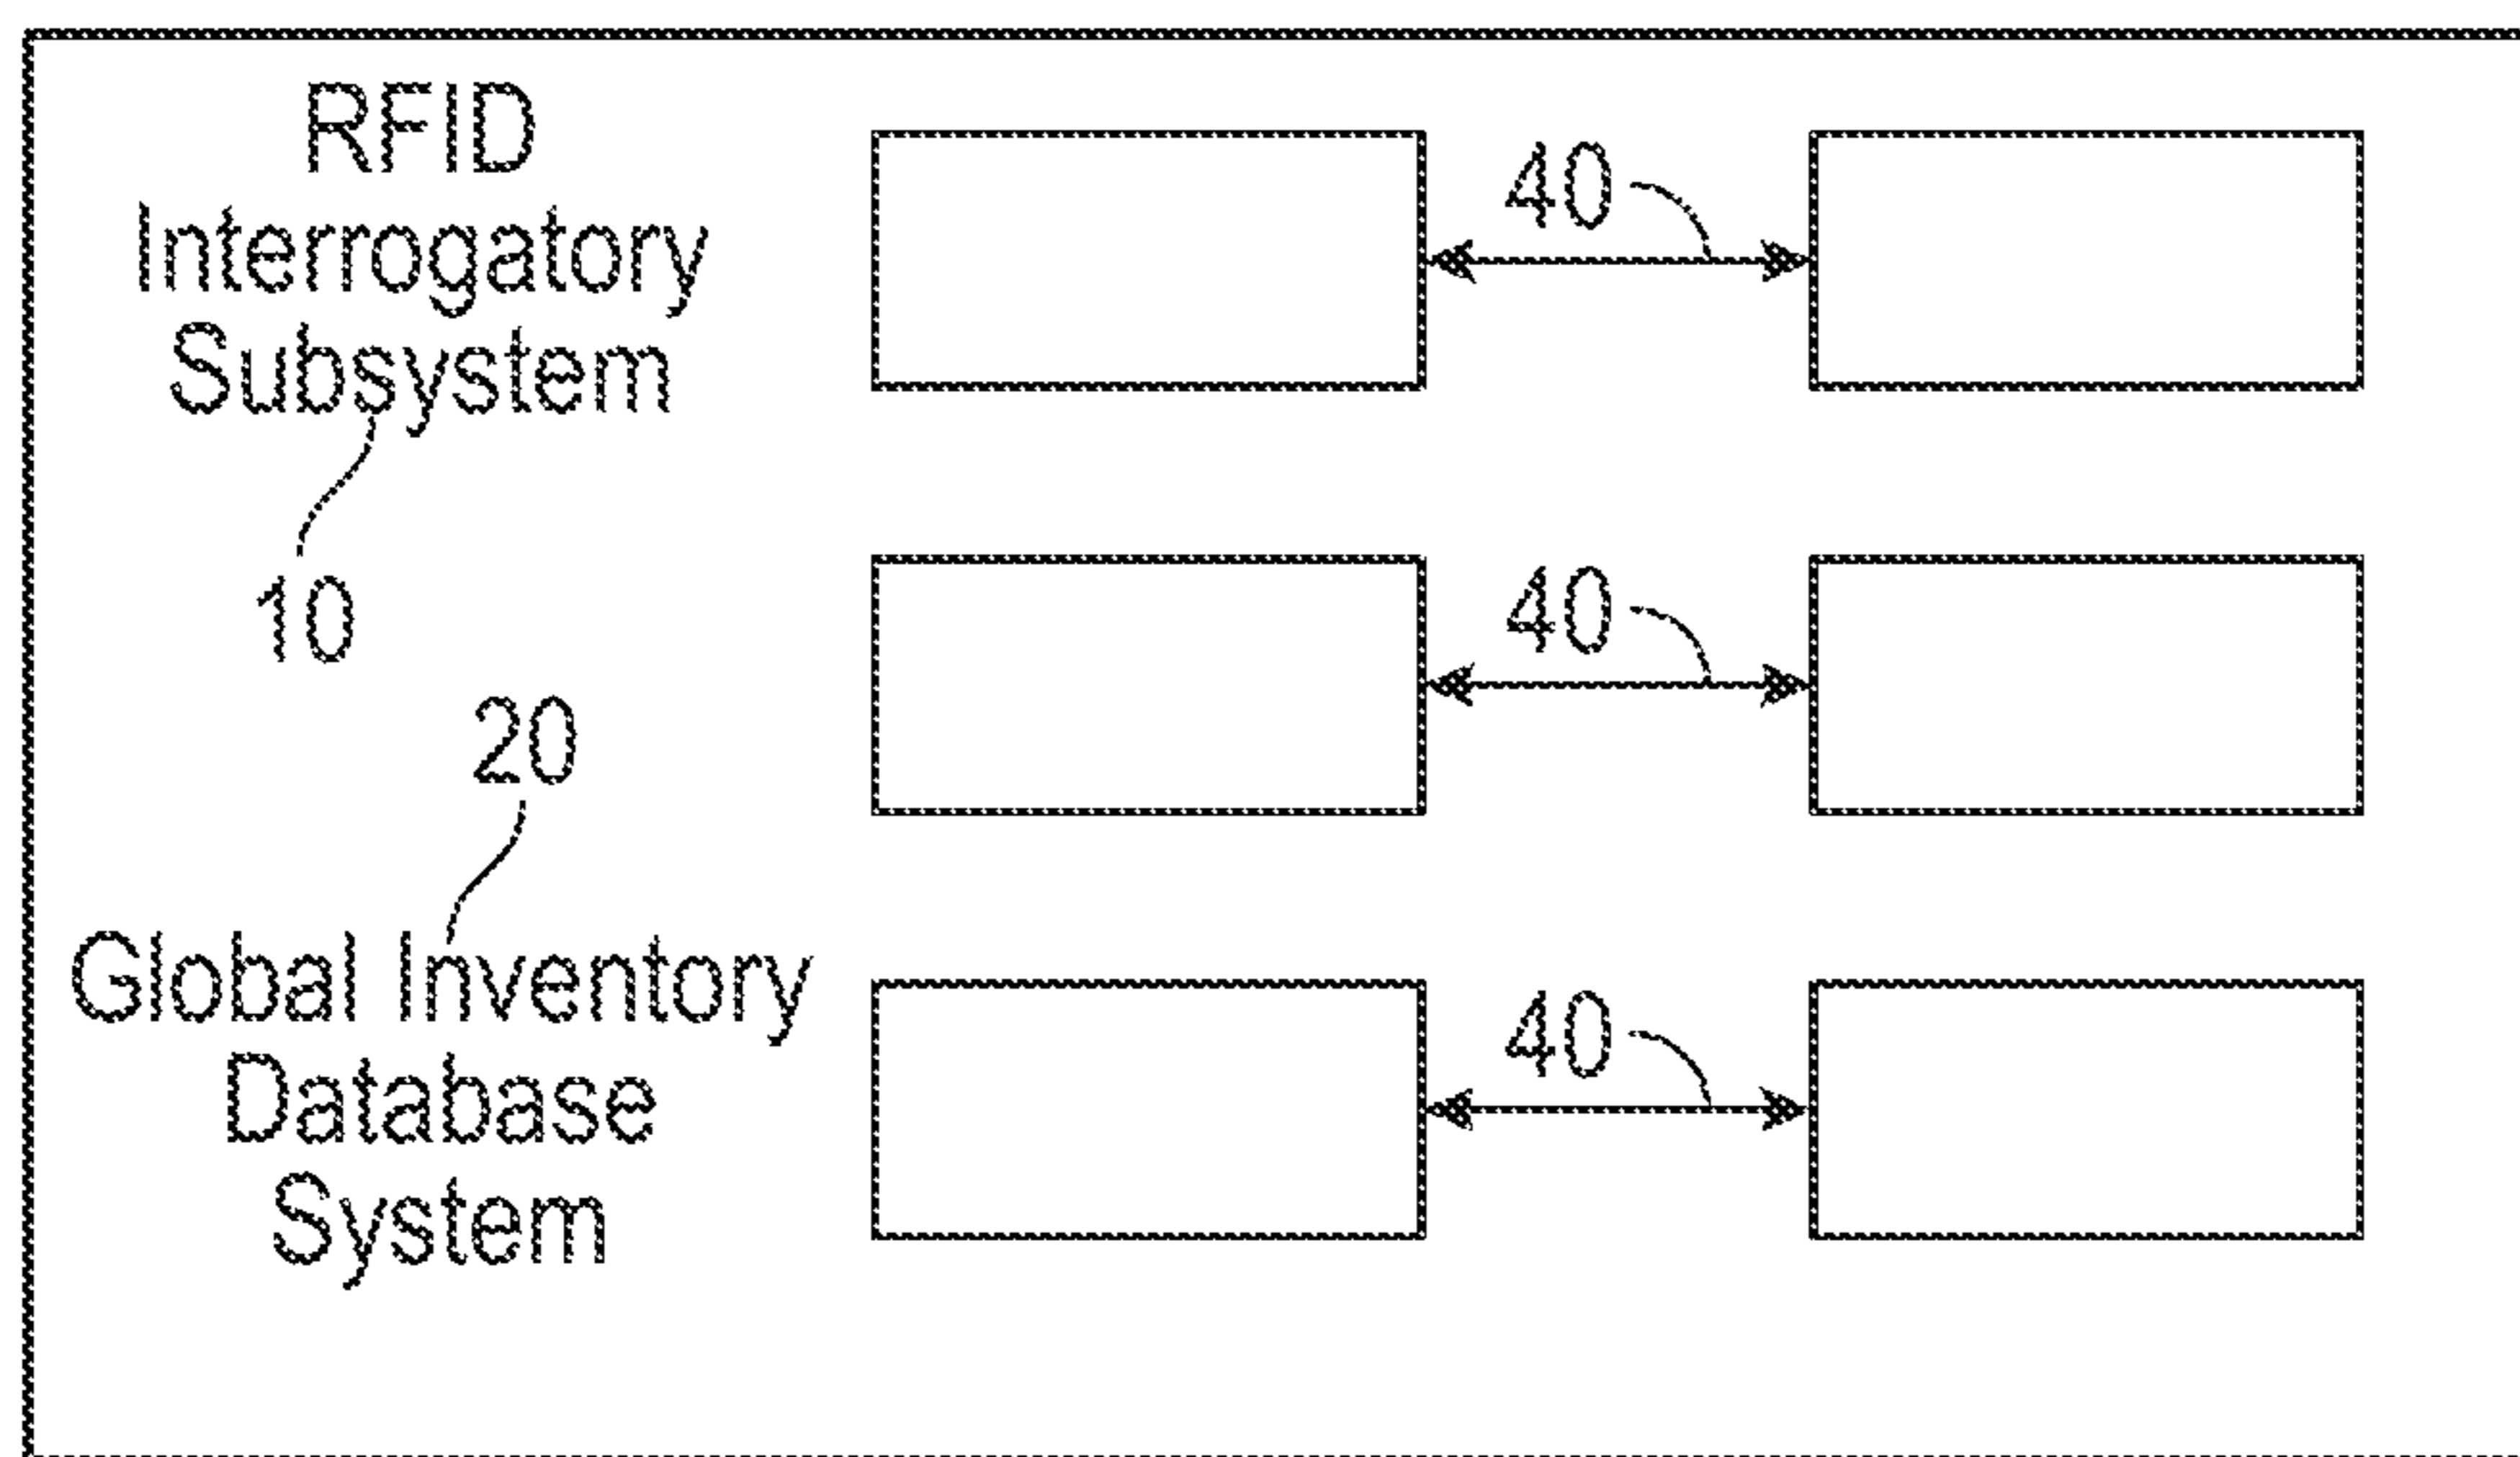 RFID
Interrogatory
Subsystem
10
20
Global Inventory
Database
System
40
40
40